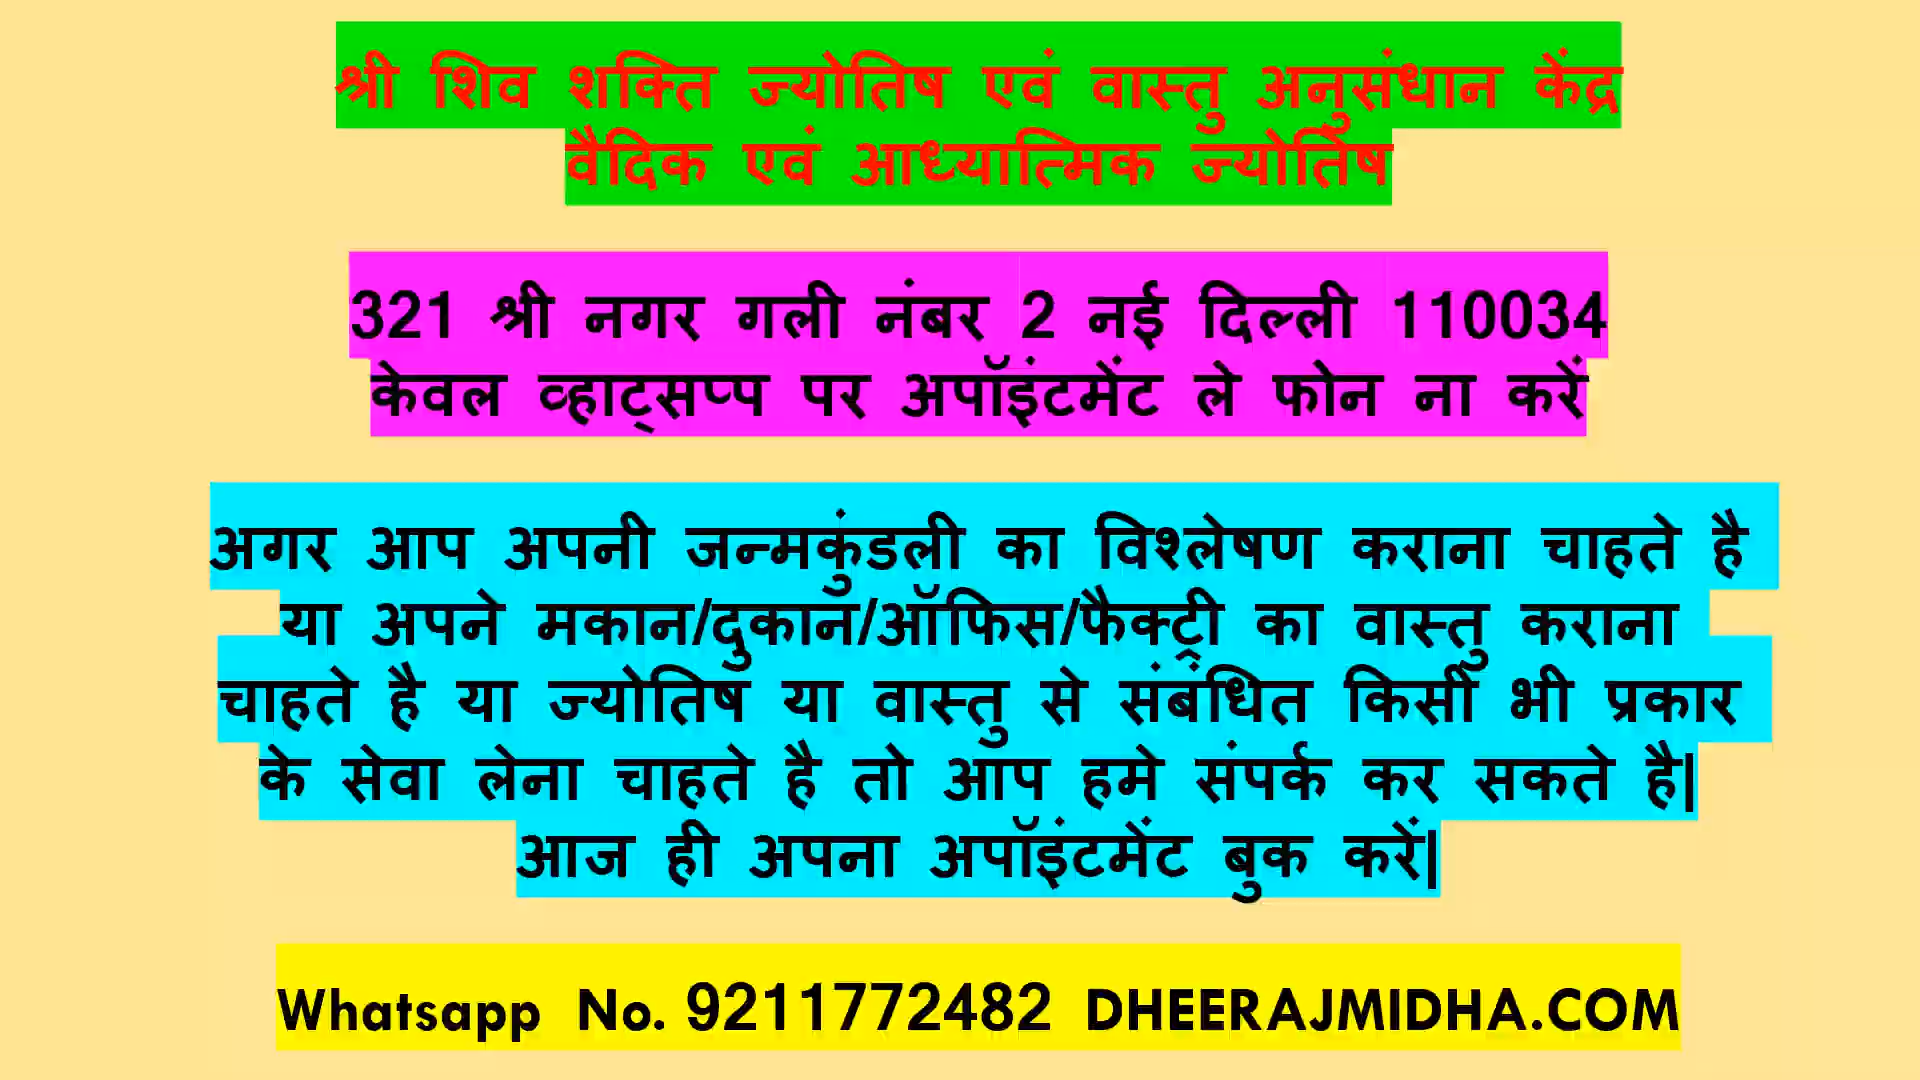 श्री शिव शक्ति ज्योतिष एवं वास्तु अनुसंधान केंद्र
वैदिक एवं आध्यात्मिक ज्योतिष
321 श्री नगर गली नंबर 2 नई दिल्ली 110034
केवल व्हाट्सप्प पर अपॉइंटमेंट ले फोन ना करें
अगर आप अपनी जन्मकुंडली का विश्लेषण कराना चाहते है
या अपने मकान/दुकान/ऑफिस/फैक्ट्री का वास्तु कराना
चाहते है या ज्योतिष या वास्तु से संबंधित किसी भी प्रकार
के सेवा लेना चाहते है तो आप हमे संपर्क कर सकते है|
आज ही अपना अपॉइंटमेंट बुक करें|
Whatsapp No. 9211772482 DHEERAJMIDHA.COM